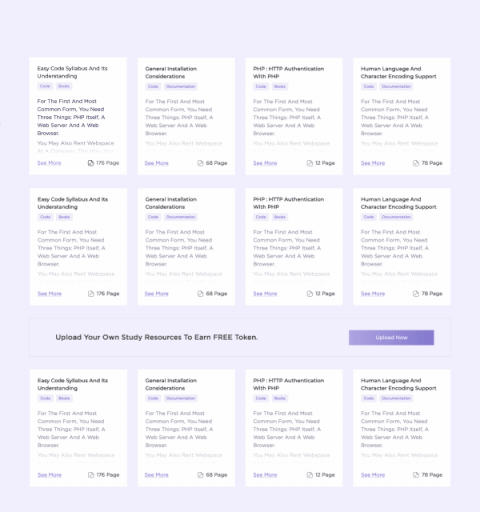 Easy Code Syllabus And Its
Understanding
Code Books
For The First And Most
Common Form, You Need
Three Things: PHP Itself, A
Web Server And A Web
Browser.
You May Also Rent Webspace
See More 176 Page
General Installation
Considerations
Code Documentation
For The First And Most
Common Form, You Need
Three Things: PHP Itself, A
Web Server And A Web
Browser.
You May Also Rent Webspace
See More 68 Page
PHP : HTTP Authentication
With PHP
Code Documentation
For The First And Most
Common Form, You Need
Three Things: PHP Itself, A
Web Server And A Web
Browser.
You May Also Rent Webspace
See More 12 Page
Human Language And
Character Encoding Support
Code Documentation
For The First And Most
Common Form, You Need
Three Things: PHP Itself, A
Web Server And A Web
Browser.
You May Also Rent Webspace
See More 78 Page
Easy Code Syllabus And Its
Understanding
Code Books
For The First And Most
Common Form, You Need
Three Things: PHP Itself, A
Web Server And A Web
Browser.
You May Also Rent Webspace
See More 176 Page
General Installation
Considerations
Code Documentation
For The First And Most
Common Form, You Need
Three Things: PHP Itself, A
Web Server And A Web
Browser.
You May Also Rent Webspace
See More 68 Page
PHP : HTTP Authentication
With PHP
Code Documentation
For The First And Most
Common Form, You Need
Three Things: PHP Itself, A
Web Server And A Web
Browser.
You May Also Rent Webspace
See More 12 Page
Human Language And
Character Encoding Support
Code Documentation
For The First And Most
Common Form, You Need
Three Things: PHP Itself, A
Web Server And A Web
Browser.
You May Also Rent Webspace
See More 78 Page
Upload Your Own Study Resources To Earn FREE Token.
Upload Now
Easy Code Syllabus And Its
Understanding
Code Books
For The First And Most
Common Form, You Need
Three Things: PHP Itself, A
Web Server And A Web
Browser.
You May Also Rent Webspace
See More 176 Page
General Installation
Considerations
Code Documentation
For The First And Most
Common Form, You Need
Three Things: PHP Itself, A
Web Server And A Web
Browser.
You May Also Rent Webspace
See More 68 Page
PHP : HTTP Authentication
With PHP
Code Documentation
For The First And Most
Common Form, You Need
Three Things: PHP Itself, A
Web Server And A Web
Browser.
You May Also Rent Webspace
See More 12 Page
Human Language And
Character Encoding Support
Code Documentation
For The First And Most
Common Form, You Need
Three Things: PHP Itself, A
Web Server And A Web
Browser.
You May Also Rent Webspace
See More 78 Page